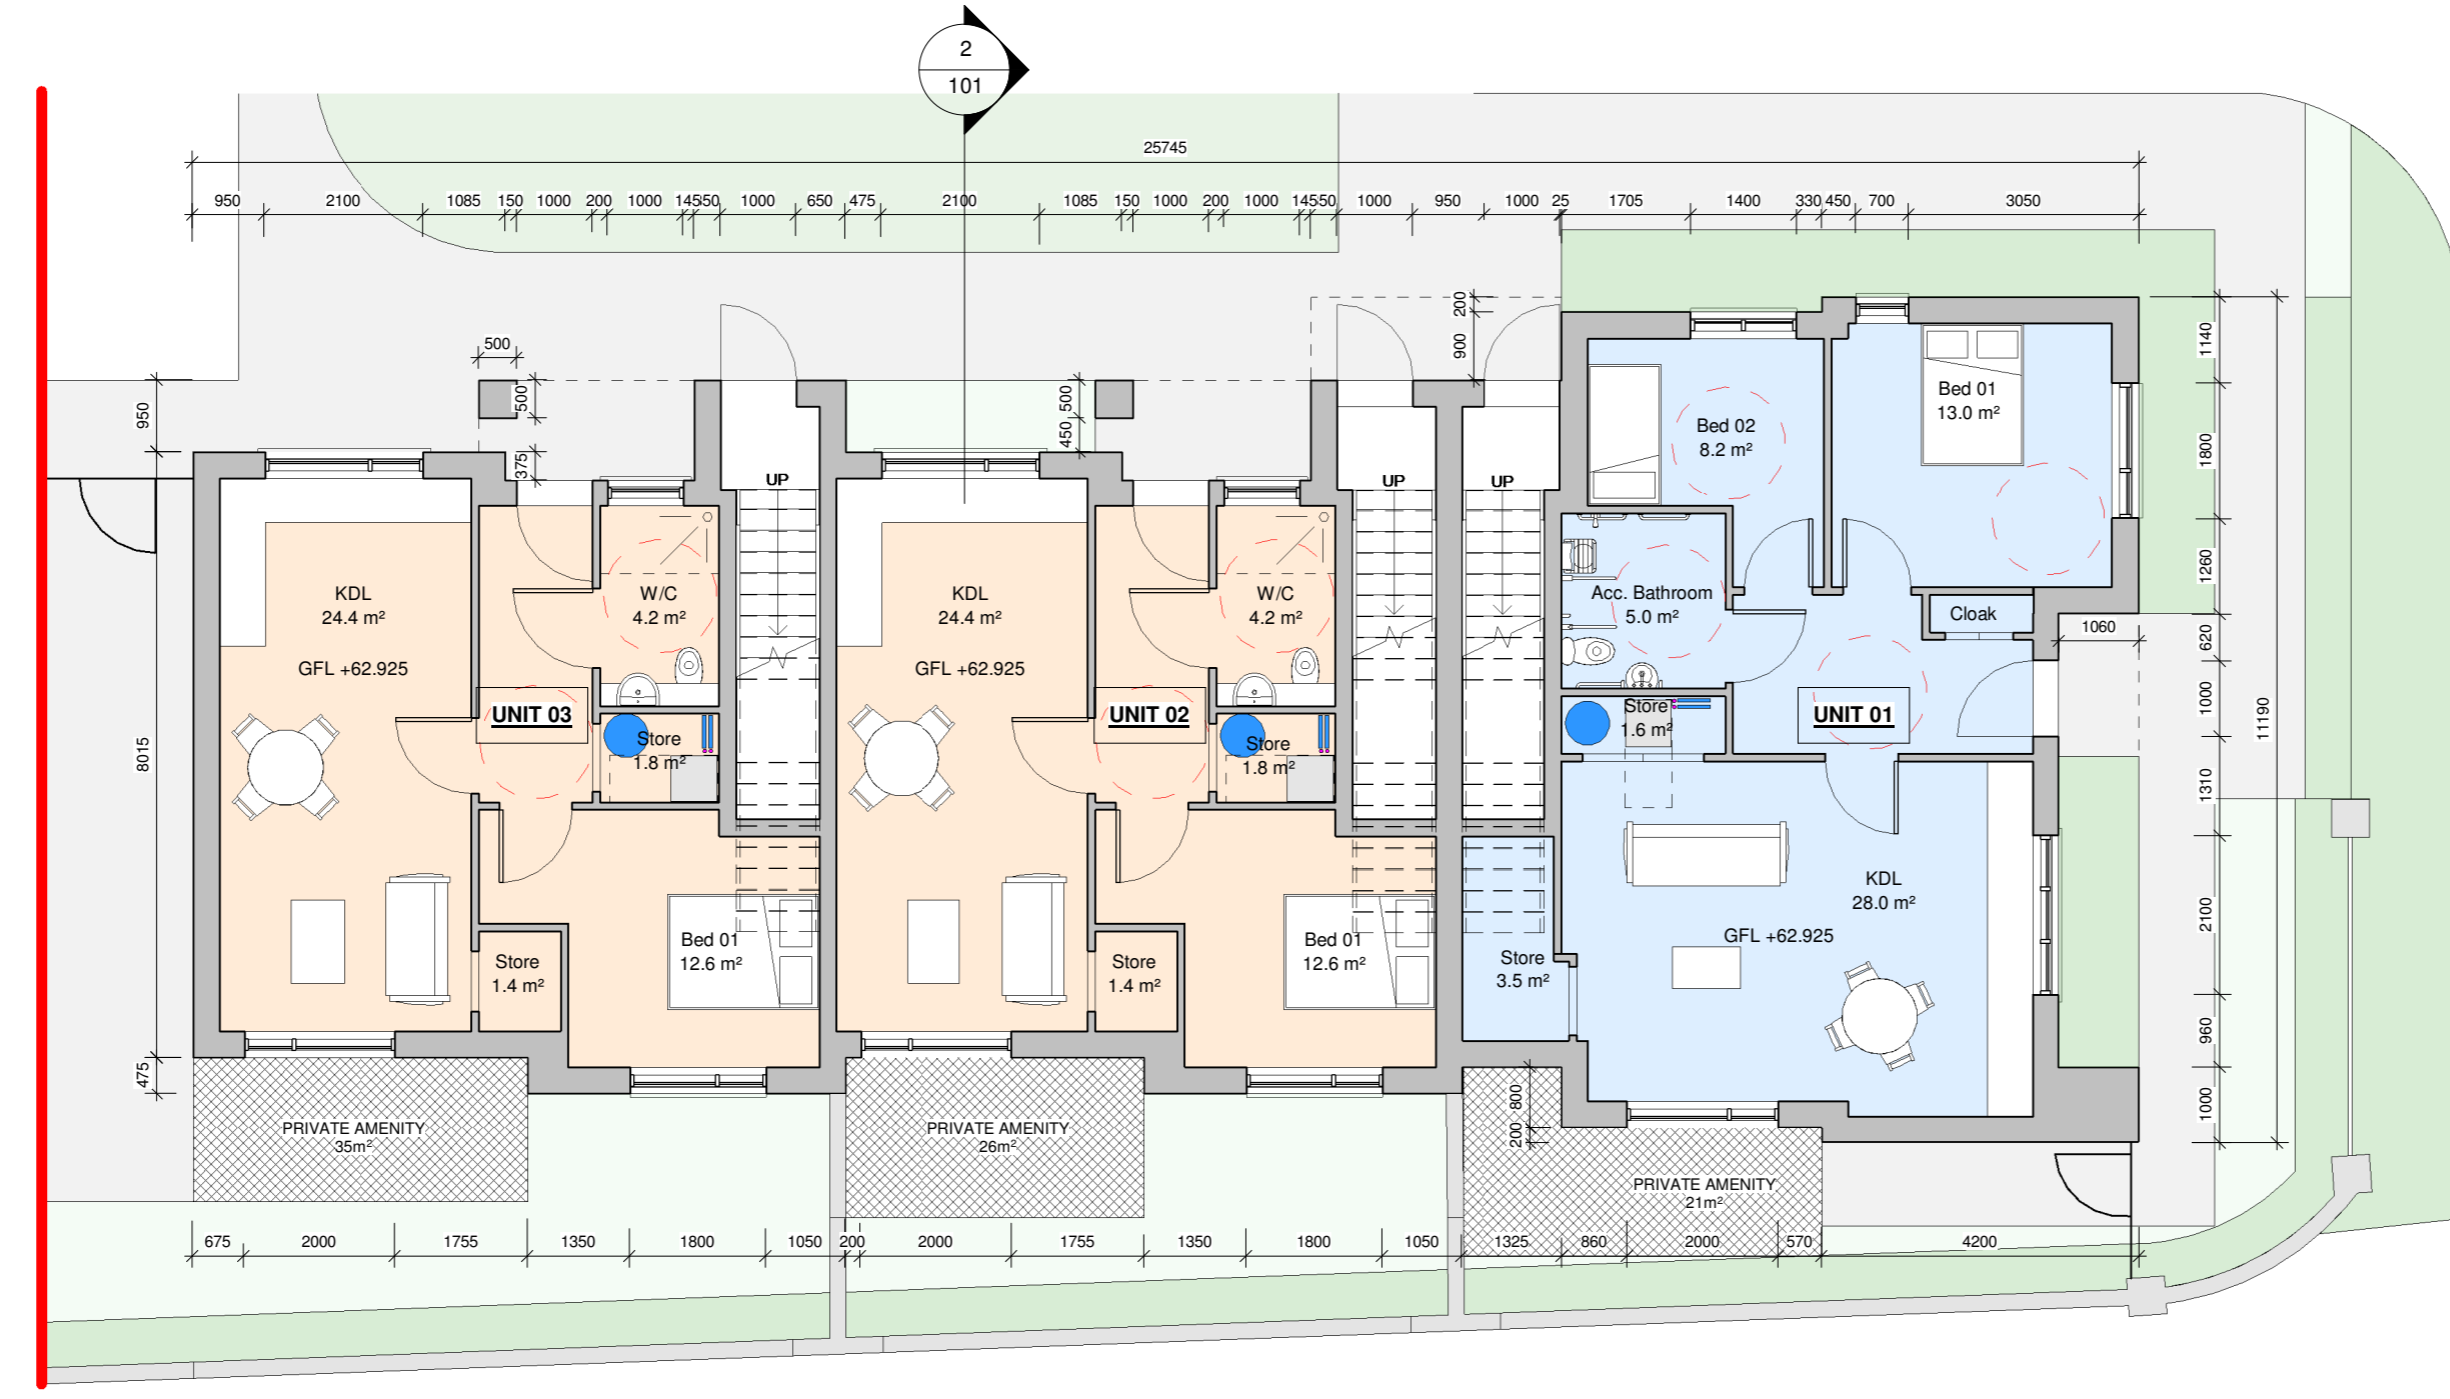 2
101
25745
950 2100 1085 150 1000 200 1000 145 550 1000 650 475 2100 1085 150 1000 200 1000 145 550 1000 950 1000 25 1705 1400 330 450 700 3050
200
900
500
500
375
500
450
950
8015
475
UP
UP
UP
KDL
24.4 m²
GFL +62.925
W/C
4.2 m²
UNIT 03
Store
1.8 m²
Store
1.4 m²
Bed 01
12.6 m²
KDL
24.4 m²
GFL +62.925
W/C
4.2 m²
UNIT 02
Store
1.8 m²
Store
1.4 m²
Bed 01
12.6 m²
Bed 02
8.2 m²
Bed 01
13.0 m²
Acc. Bathroom
5.0 m²
Cloak
Store
1.6 m²
UNIT 01
KDL
28.0 m²
GFL +62.925
Store
3.5 m²
1060
1140
1800
1260
620
1000
1310
2100
960
1000
11190
800
200
PRIVATE AMENITY
35m²
PRIVATE AMENITY
26m²
PRIVATE AMENITY
21m²
675 2000 1755 1350 1800 1050 200 2000 1755 1350 1800 1050 1325 860 2000 570 4200